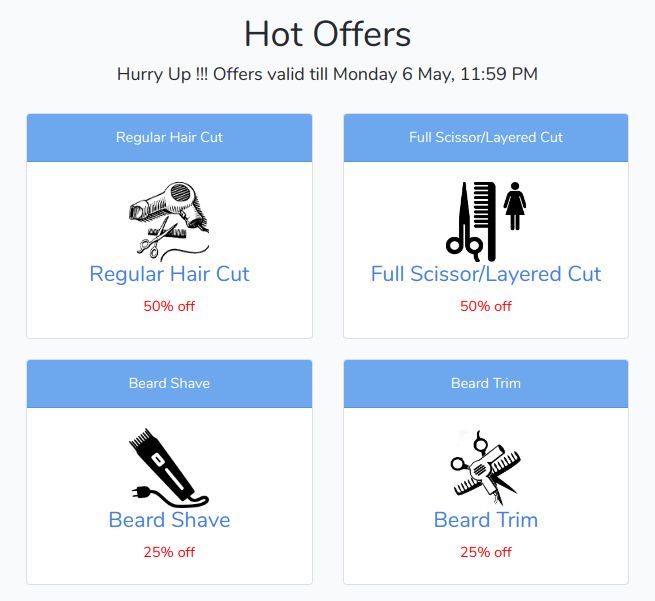 Hot Offers
Hurry Up !!! Offers valid till Monday 6 May, 11:59 PM
Regular Hair Cut
Regular Hair Cut
50% off
Full Scissor/Layered Cut
Full Scissor/Layered Cut
50% off
Beard Shave
Beard Shave
25% off
Beard Trim
Beard Trim
25% off